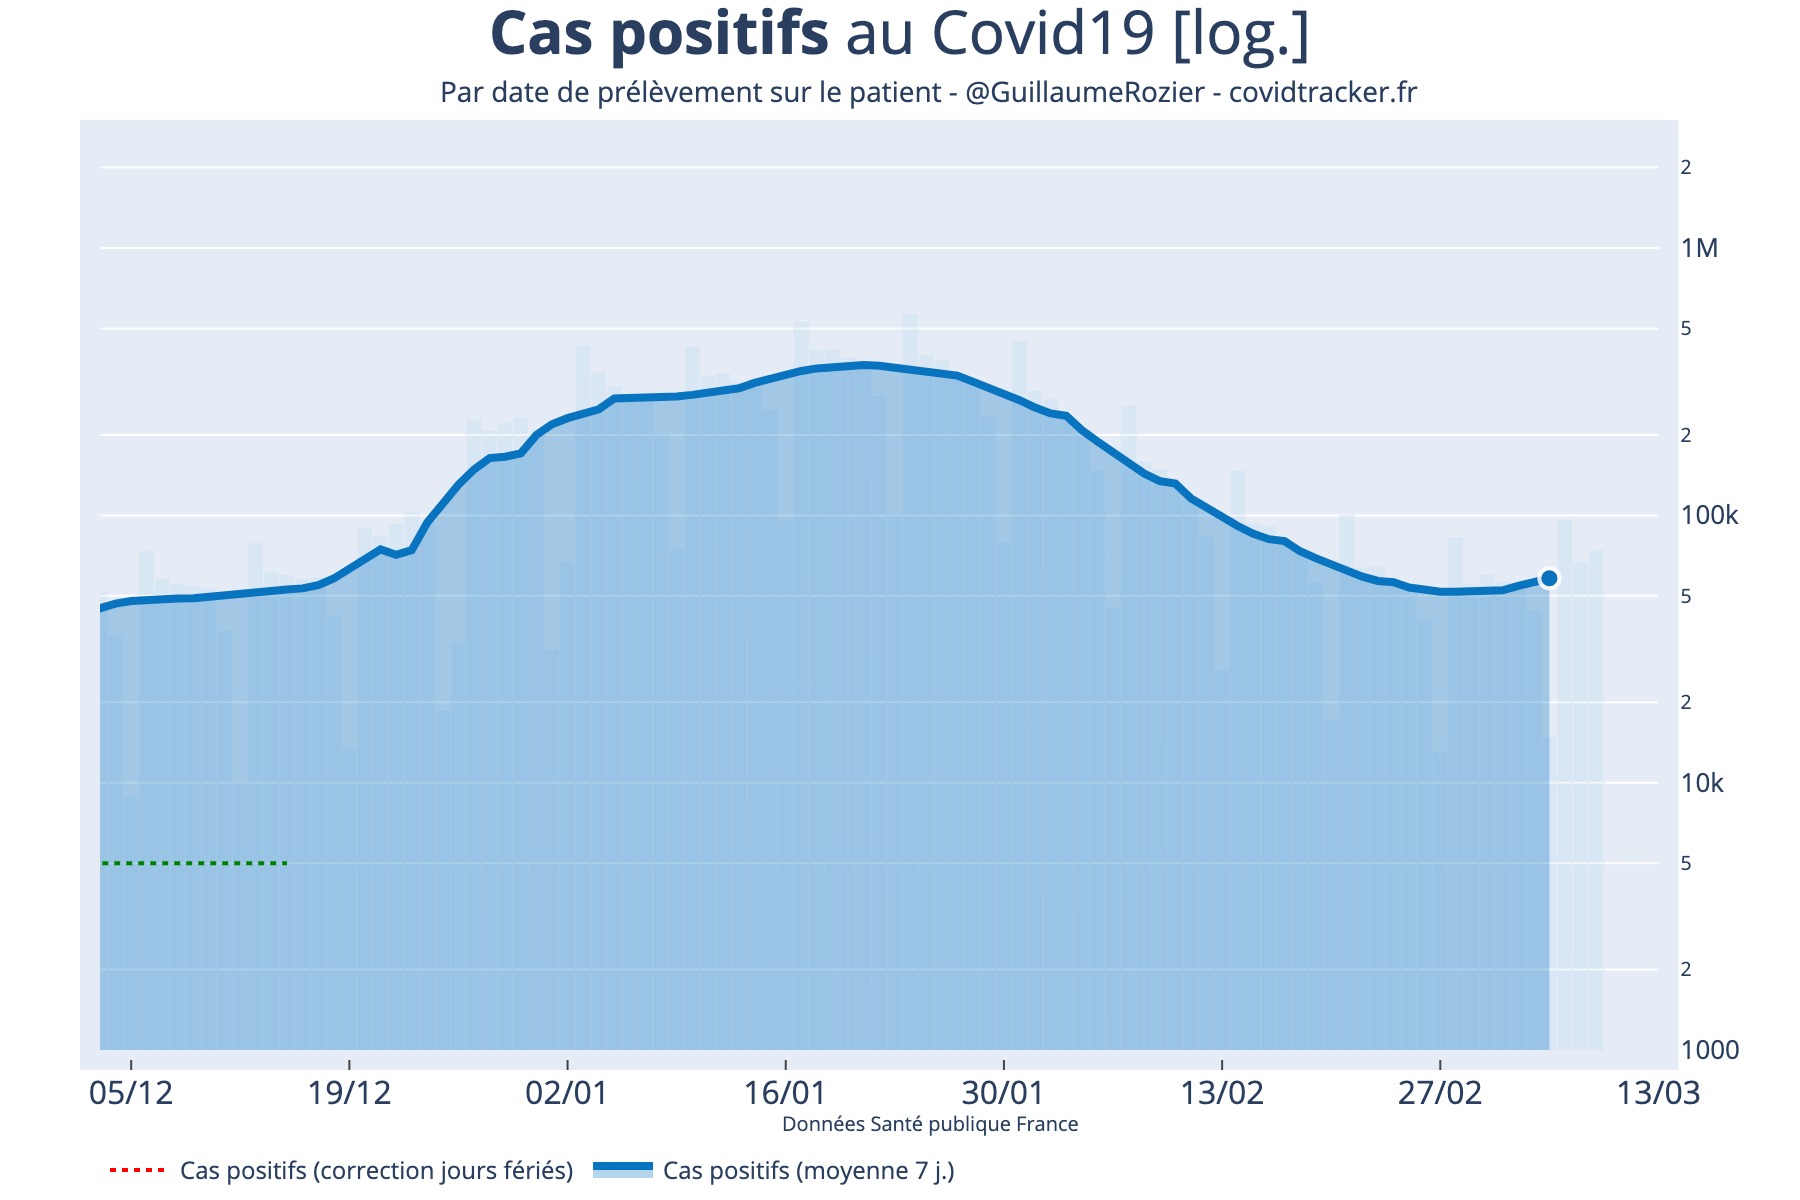 Cas positifs au Covid19 [log.]
Par date de prélèvement sur le patient - @GuillaumeRozier - covidtracker.fr
2
1M
5
2
100k
5
2
10k
5
2
1000
05/12 19/12 02/01 16/01 30/01 13/02 27/02 13/03
Données Santé publique France
Cas positifs (correction jours fériés) Cas positifs (moyenne 7 j.)